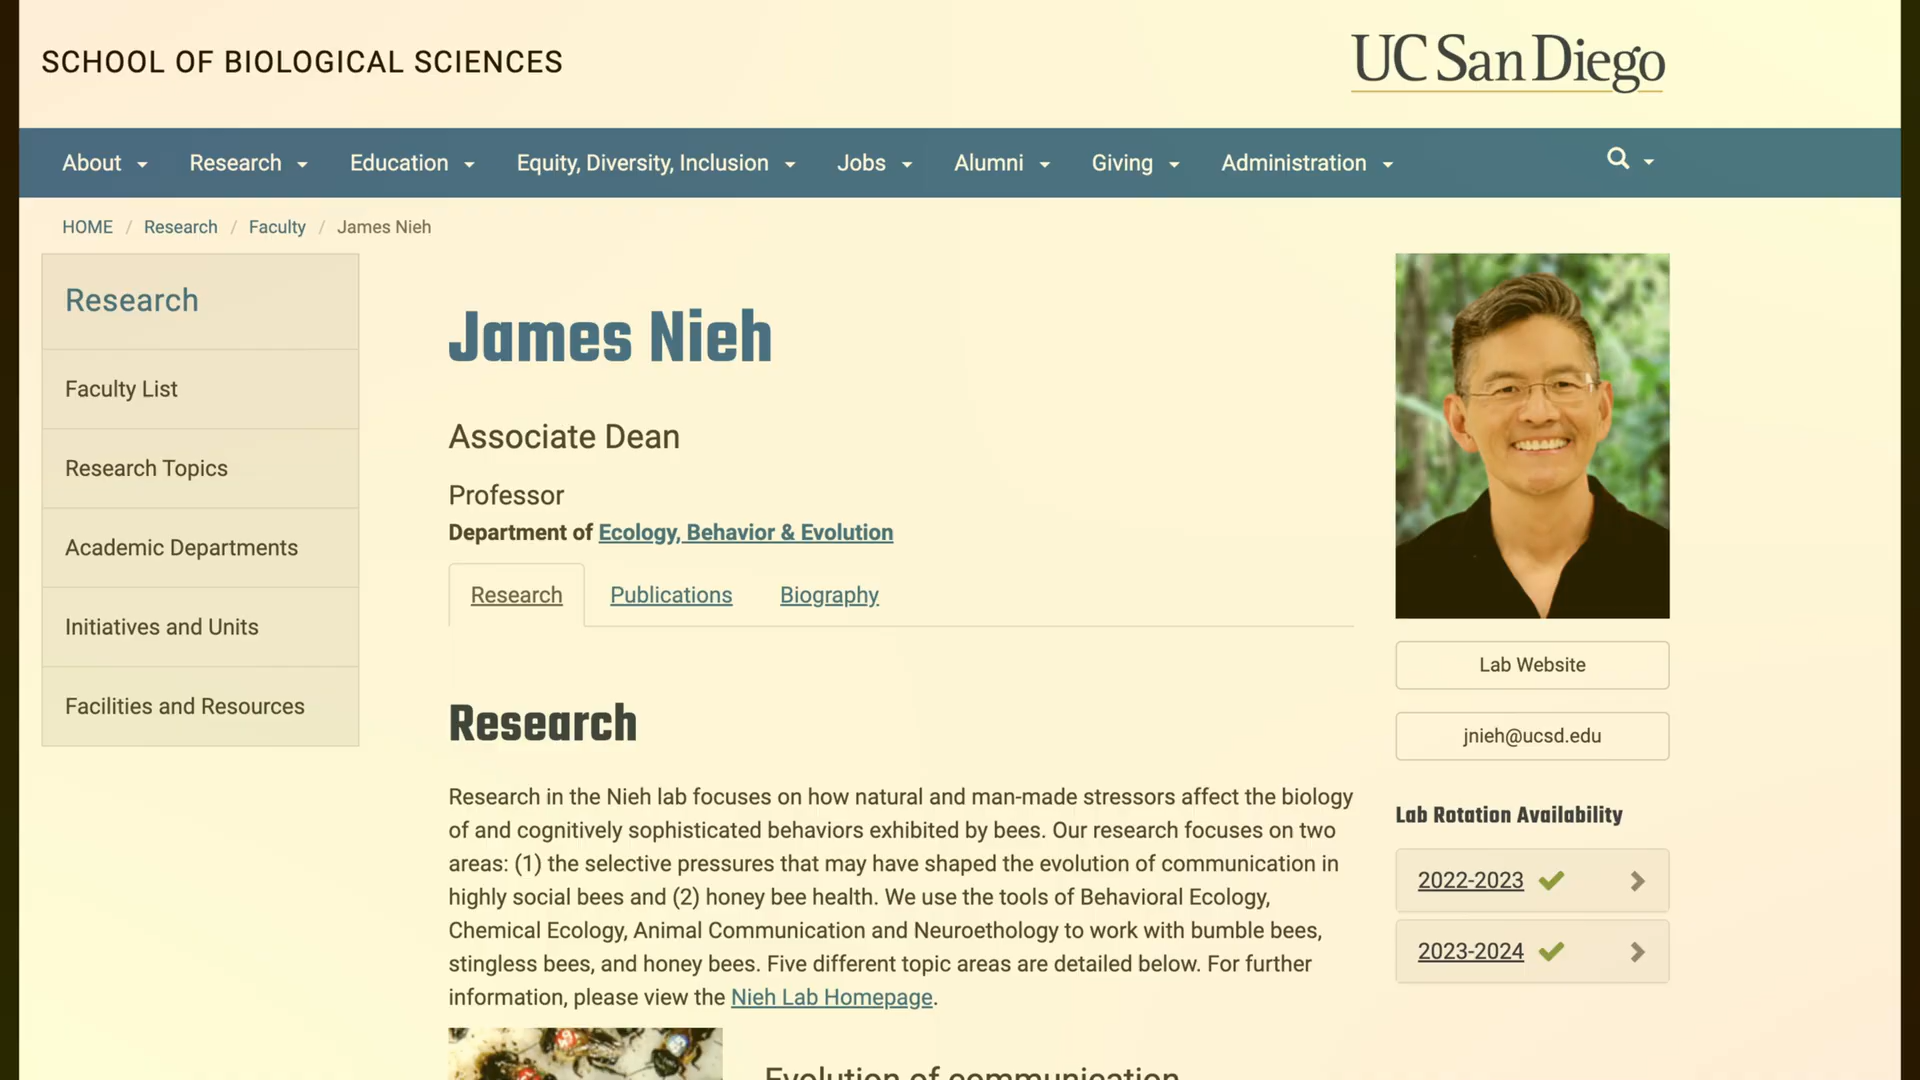 SCHOOL OF BIOLOGICAL SCIENCES
UC San Diego
About
Research
Education
Equity, Diversity, Inclusion
Jobs
Alumni
Giving
Administration
HOME / Research / Faculty / James Nieh
Research
Faculty List
Research Topics
Academic Departments
Initiatives and Units
Facilities and Resources
James Nieh
Associate Dean
Professor
Department of Ecology, Behavior & Evolution
Research
Publications
Biography
Research
Research in the Nieh lab focuses on how natural and man-made stressors affect the biology
of and cognitively sophisticated behaviors exhibited by bees. Our research focuses on two
areas: (1) the selective pressures that may have shaped the evolution of communication in
highly social bees and (2) honey bee health. We use the tools of Behavioral Ecology,
Chemical Ecology, Animal Communication and Neuroethology to work with bumble bees,
stingless bees, and honey bees. Five different topic areas are detailed below. For further
information, please view the Nieh Lab Homepage.
Evolution of communication
Lab Website
jnieh@ucsd.edu
Lab Rotation Availability
2022-2023
2023-2024